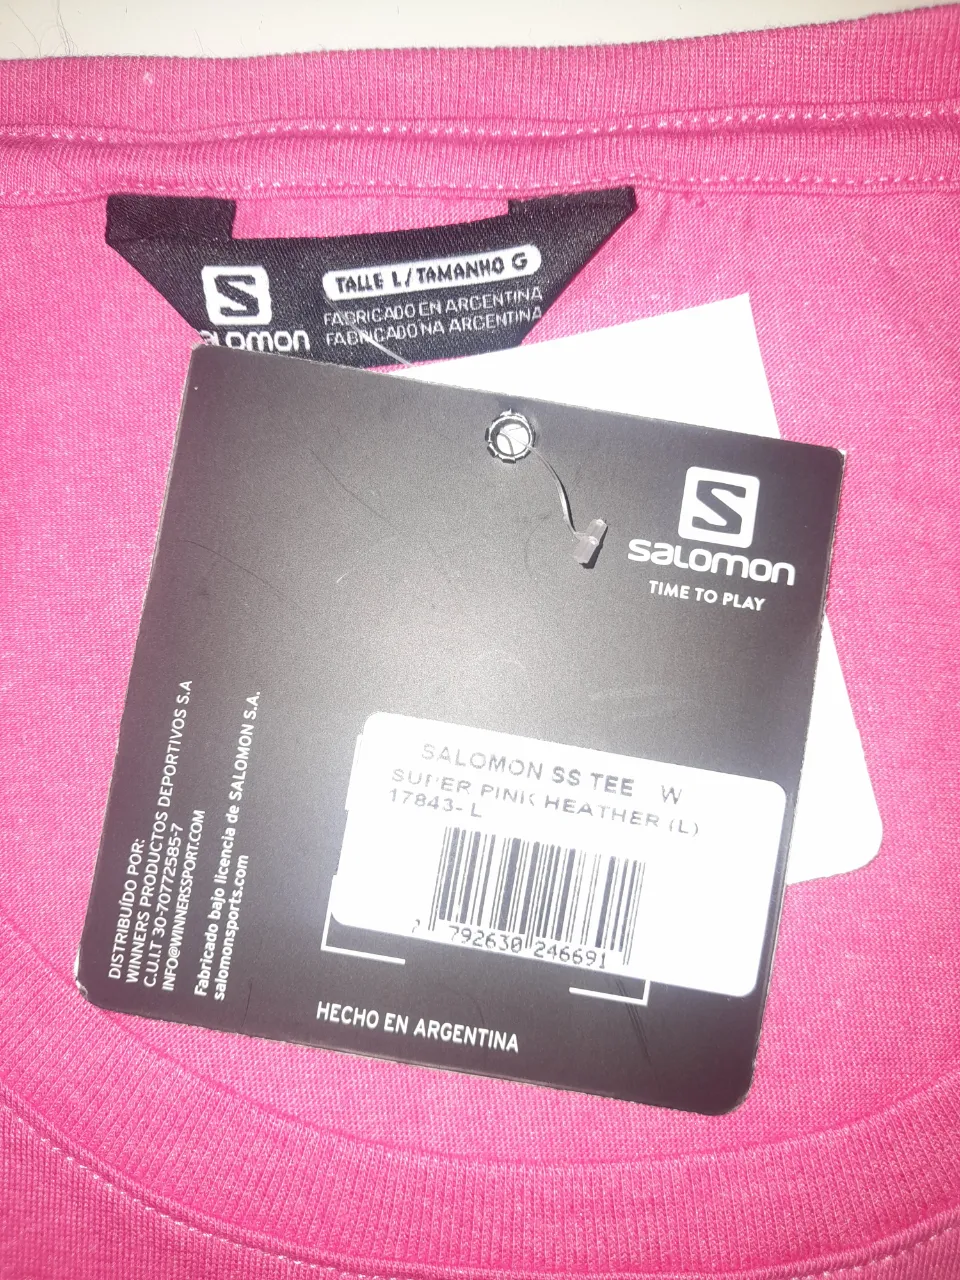 TALLE L/TAMANHO G
FABRICADO EN ARGENTINA
FABRICADO NA ARGENTINA
salomon
salomon
TIME TO PLAY
SALOMON SS TEE W
SUPER PINK HEATHER (L)
17843- L
7 792630 246691
DISTRIBUÍDO POR:
WINNERS PRODUCTOS DEPORTIVOS S.A
C.U.I.T 30-70772585-7
INFO@WINNERSSPORT.COM
Fabricado bajo licencia de SALOMON S.A.
salomonsports.com
HECHO EN ARGENTINA